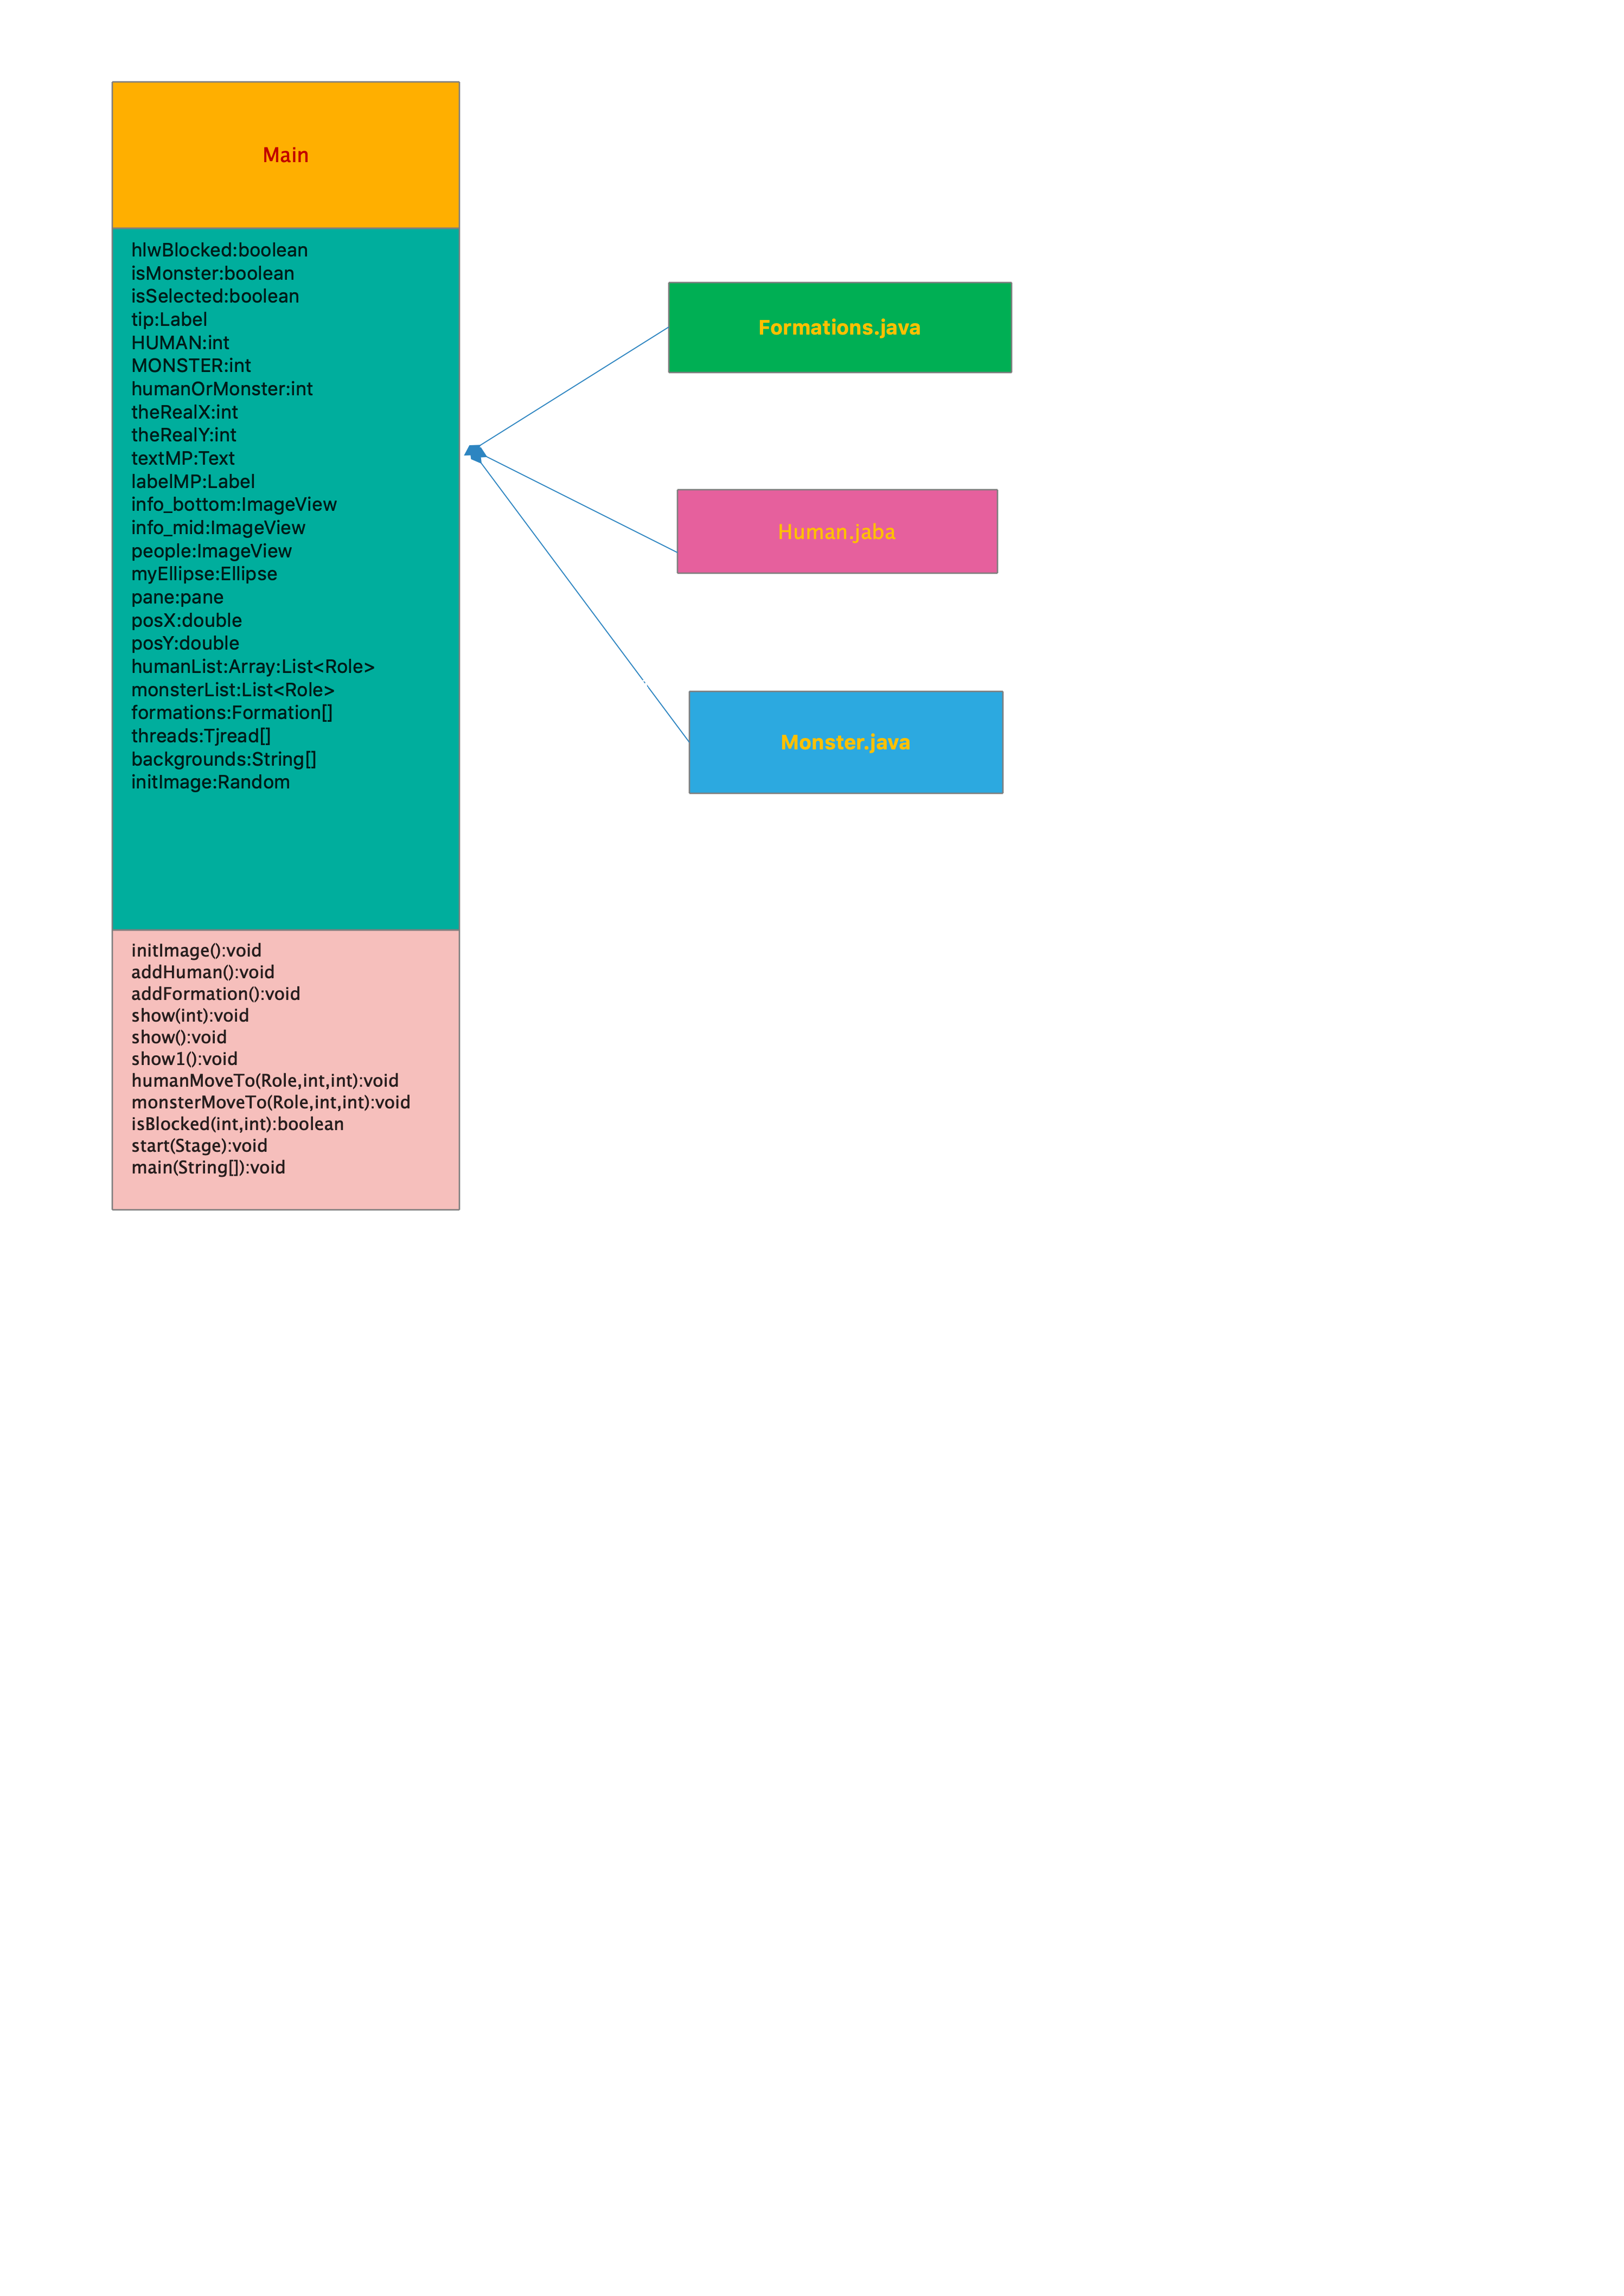 Main
hlwBlocked:boolean
isMonster:boolean
isSelected:boolean
tip:Label
HUMAN:int
MONSTER:int
humanOrMonster:int
theRealX:int
theRealY:int
textMP:Text
labelMP:Label
info_bottom:ImageView
info_mid:ImageView
people:ImageView
myEllipse:Ellipse
pane:pane
posX:double
posY:double
humanList:Array:List<Role>
monsterList:List<Role>
formations:Formation[]
threads:Tjread[]
backgrounds:String[]
initImage:Random
initImage():void
addHuman():void
addFormation():void
show(int):void
show():void
show1():void
humanMoveTo(Role,int,int):void
monsterMoveTo(Role,int,int):void
isBlocked(int,int):boolean
start(Stage):void
main(String[]):void
Formations.java
Human.jaba
Monster.java